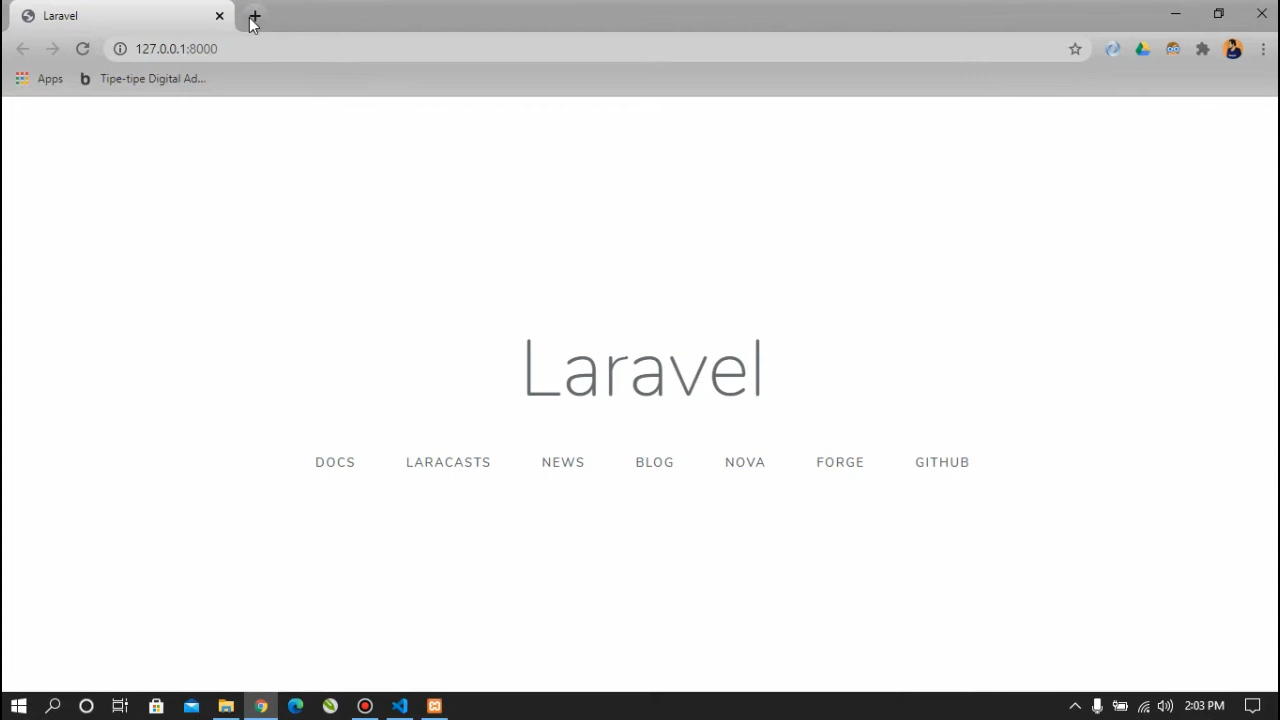 Laravel
127.0.0.1:8000
Apps
Tipe-tipe Digital Ad...
Laravel
DOCS LARACASTS NEWS BLOG NOVA FORGE GITHUB
2:03 PM